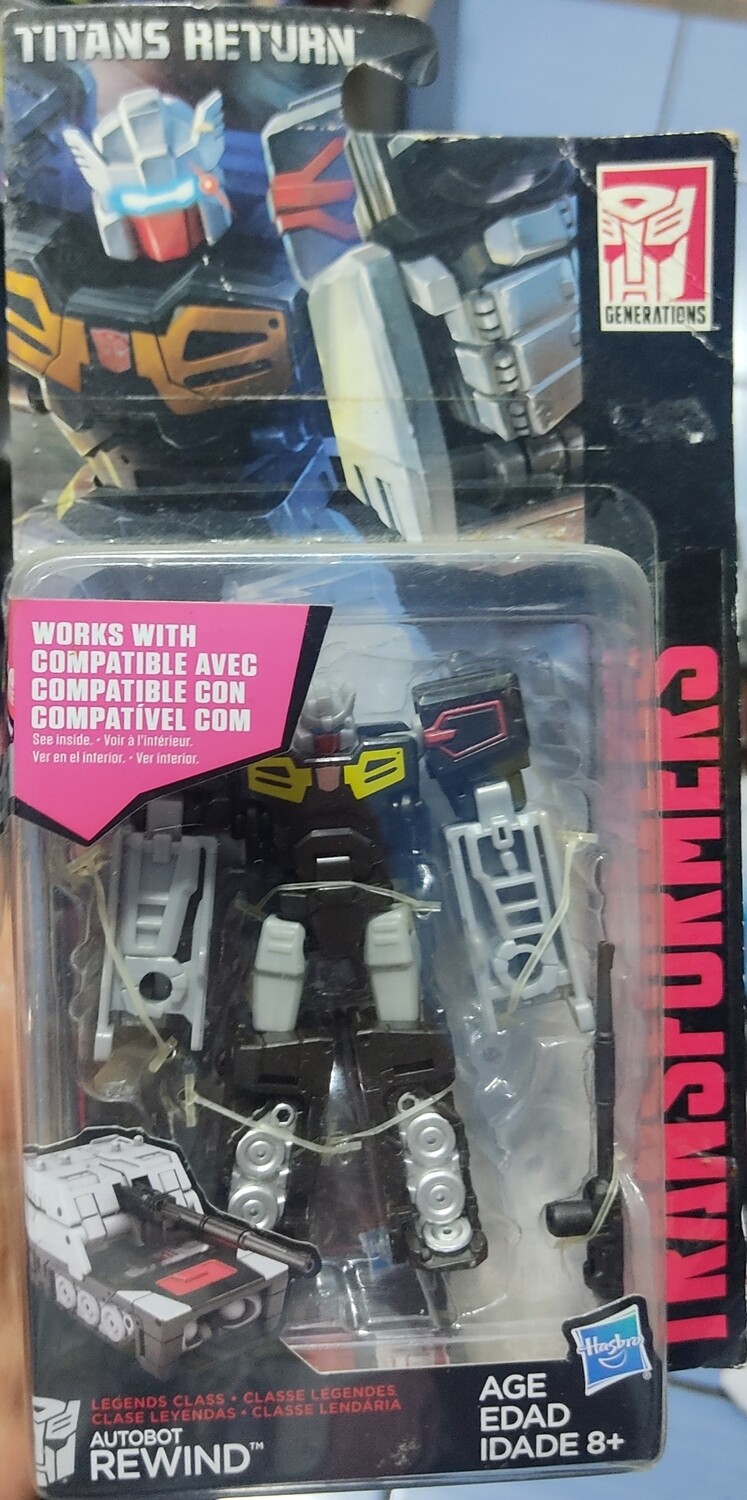 TITANS RETURN
GENERATIONS
WORKS WITH
COMPATIBLE AVEC
COMPATIBLE CON
COMPATÍVEL COM
See inside. • Voir à l'intérieur.
Ver en el interior. • Ver interior.
TRANSFORMERS
Hasbro
LEGENDS CLASS • CLASSE LÉGENDES
CLASE LEYENDAS • CLASSE LENDÁRIA
AUTOBOT
REWIND™
AGE
EDAD
IDADE 8+